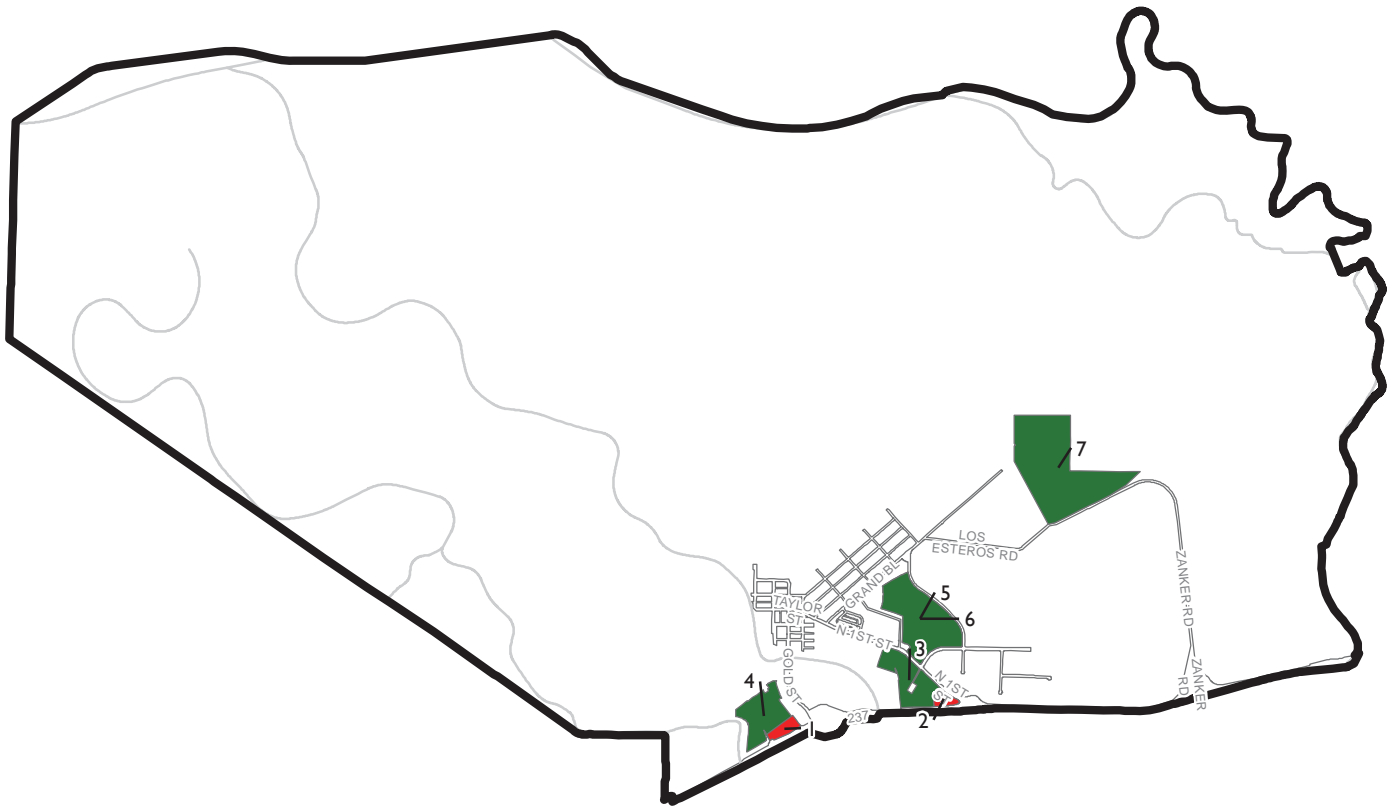 7
LOS
ESTEROS RD
ZANKER RD
GRAND BL
5
TAYLOR
ST
6
N 1ST ST
3
GOLD ST
ZANKER
RD
4
N 1ST
ST
237
2
1